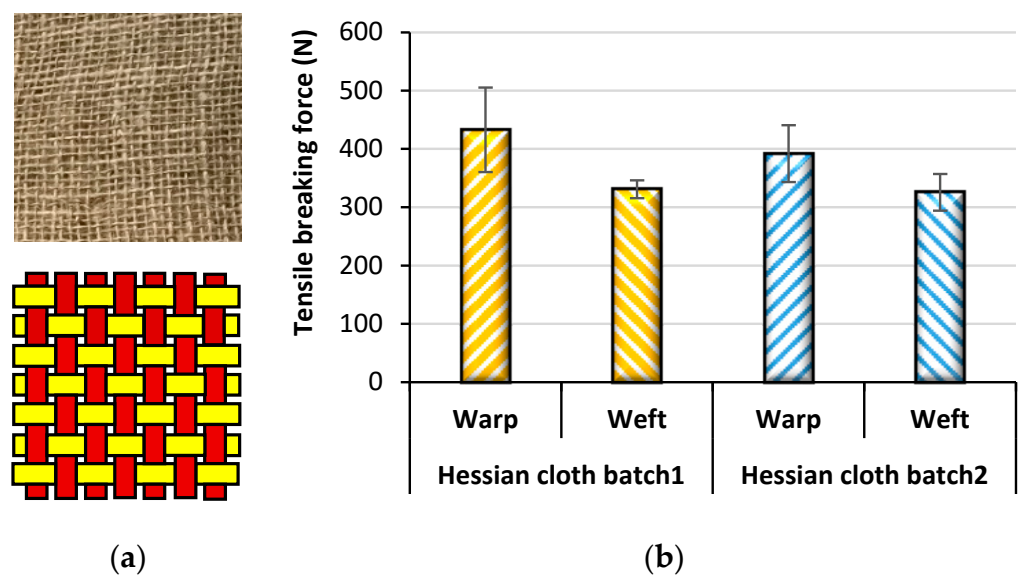 600
500
400
300
200
100
0
Tensile breaking force (N)
Warp Weft Warp Weft
Hessian cloth batch1 Hessian cloth batch2
(a) (b)